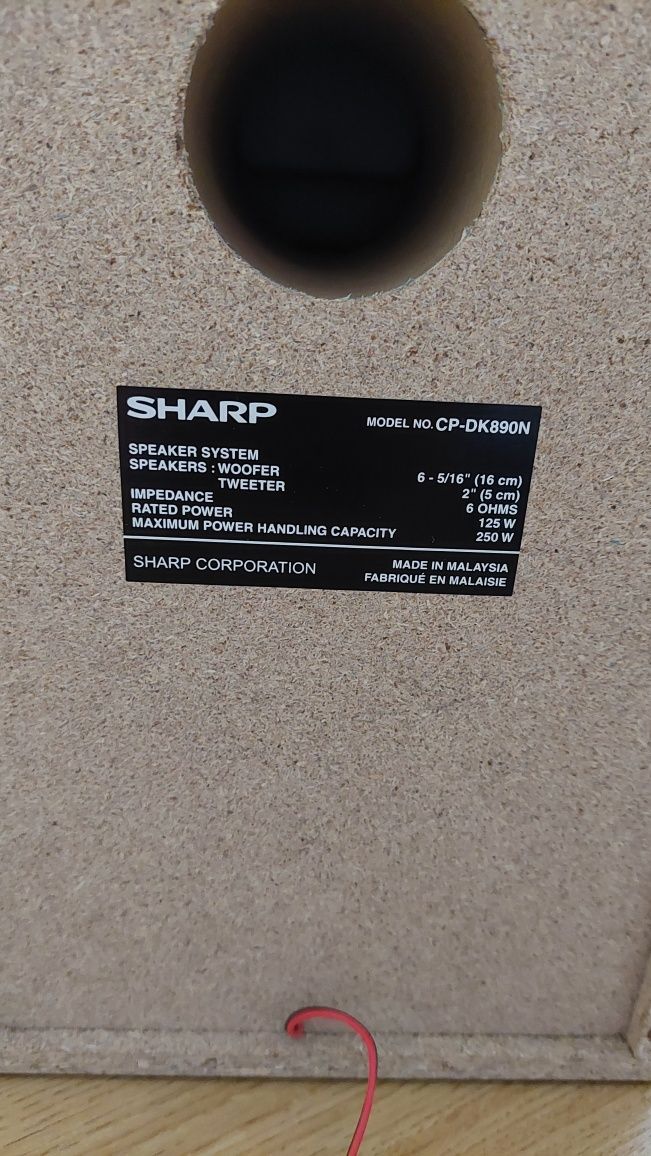 SHARP MODEL NO. CP-DK890N
SPEAKER SYSTEM
SPEAKERS : WOOFER 6 - 5/16" (16 cm)
TWEETER 2" (5 cm)
IMPEDANCE 6 OHMS
RATED POWER 125 W
MAXIMUM POWER HANDLING CAPACITY 250 W
SHARP CORPORATION MADE IN MALAYSIA
FABRIQUÉ EN MALAISIE